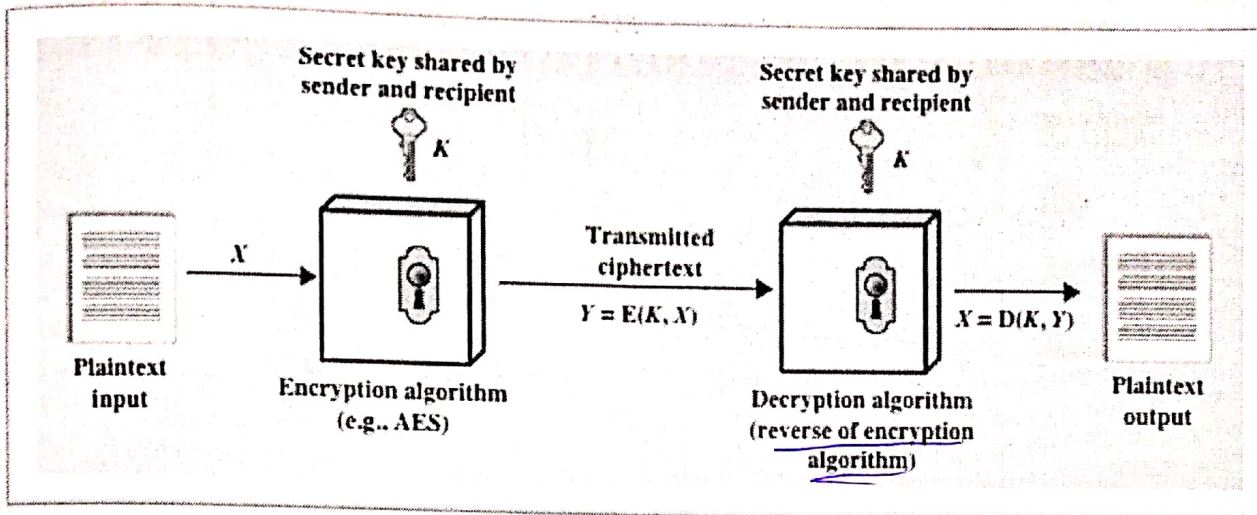 Secret key shared by
sender and recipient
K
Secret key shared by
sender and recipient
K
X
Transmitted
ciphertext
Y = E(K, X)
X = D(K, Y)
Plaintext
input
Encryption algorithm
(e.g., AES)
Decryption algorithm
(reverse of encryption
algorithm)
Plaintext
output